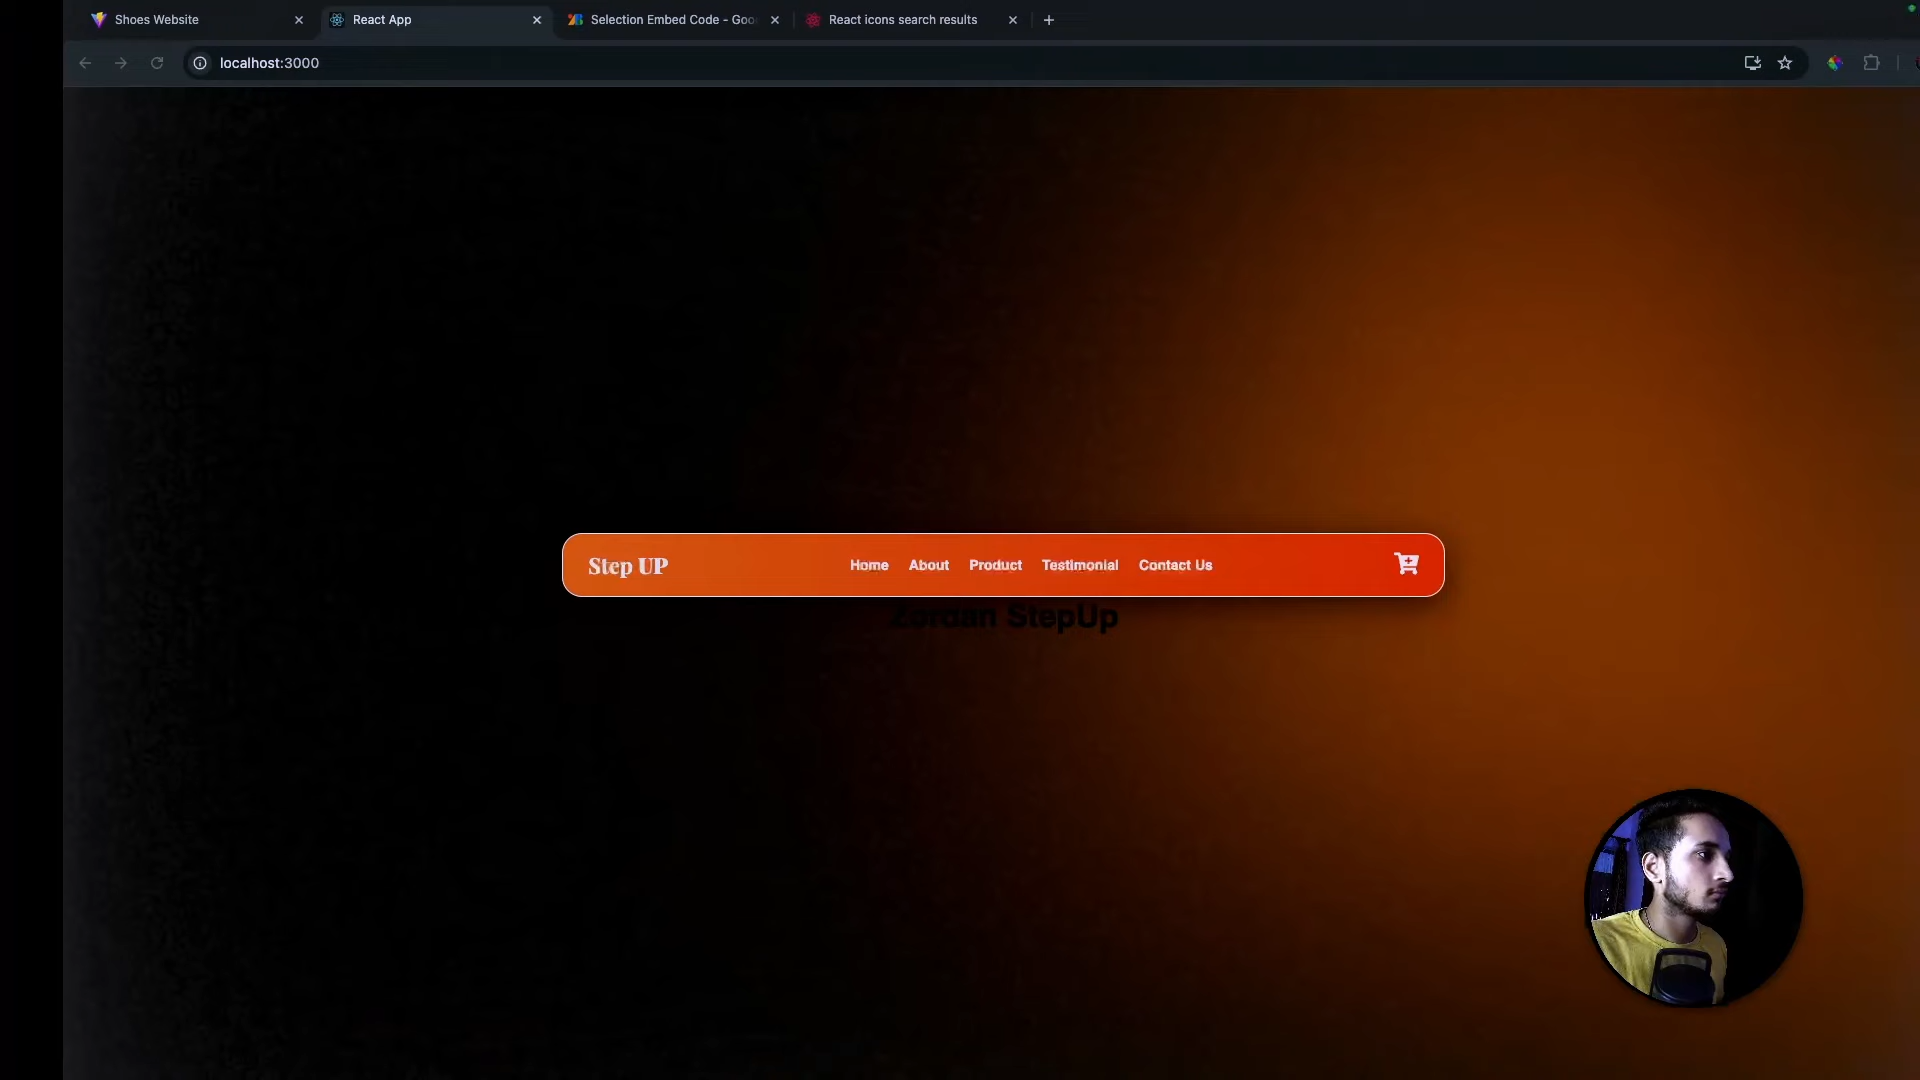 Shoes Website
React App
Selection Embed Code - Goo
React icons search results
localhost:3000
Step UP
Home
About
Product
Testimonial
Contact Us
Zordan StepUp